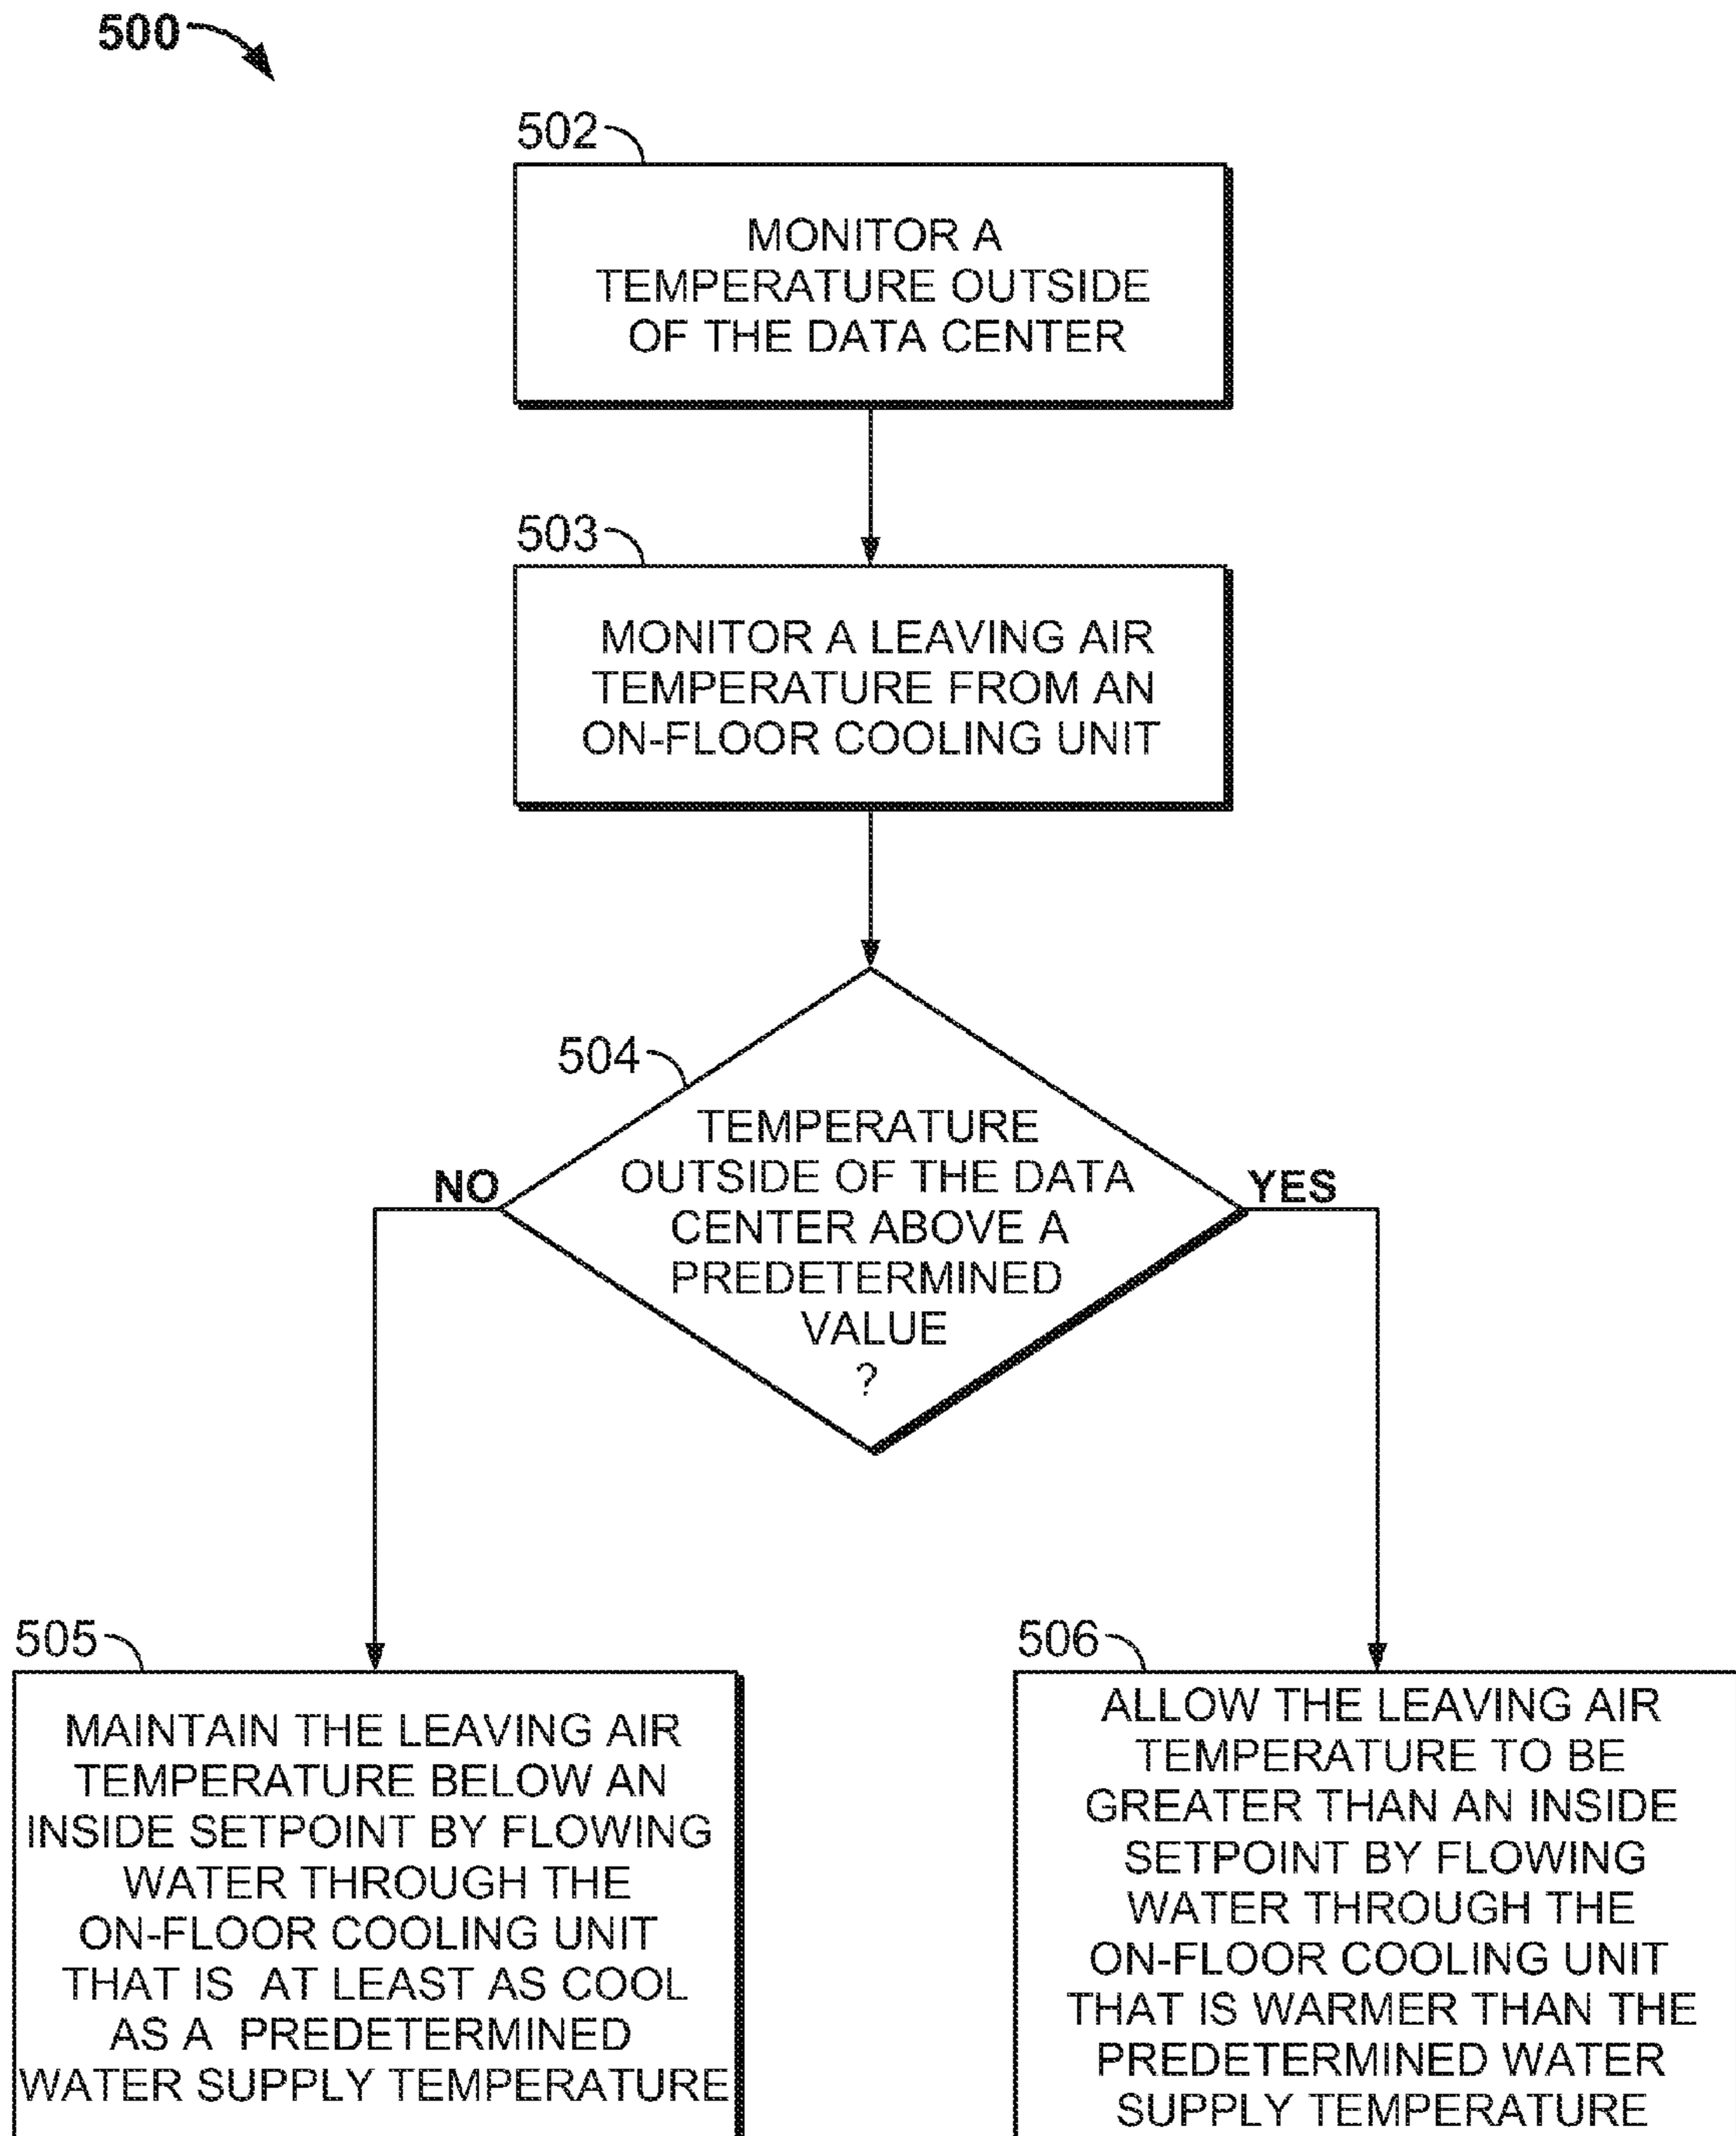 500
502
MONITOR A
TEMPERATURE OUTSIDE
OF THE DATA CENTER
503
MONITOR A LEAVING AIR
TEMPERATURE FROM AN
ON-FLOOR COOLING UNIT
504
TEMPERATURE
OUTSIDE OF THE DATA
CENTER ABOVE A
PREDETERMINED
VALUE
?
NO
YES
505
MAINTAIN THE LEAVING AIR
TEMPERATURE BELOW AN
INSIDE SETPOINT BY FLOWING
WATER THROUGH THE
ON-FLOOR COOLING UNIT
THAT IS AT LEAST AS COOL
AS A PREDETERMINED
WATER SUPPLY TEMPERATURE
506
ALLOW THE LEAVING AIR
TEMPERATURE TO BE
GREATER THAN AN INSIDE
SETPOINT BY FLOWING
WATER THROUGH THE
ON-FLOOR COOLING UNIT
THAT IS WARMER THAN THE
PREDETERMINED WATER
SUPPLY TEMPERATURE